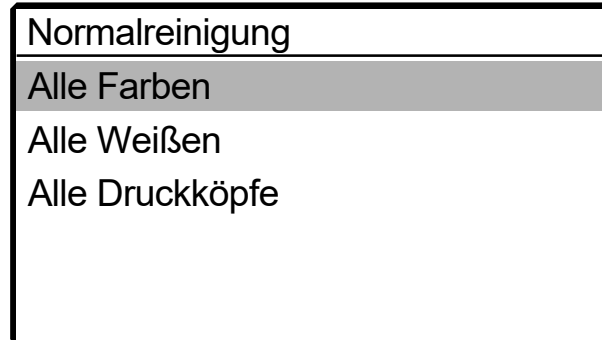 Normalreinigung
Alle Farben
Alle Weißen
Alle Druckköpfe